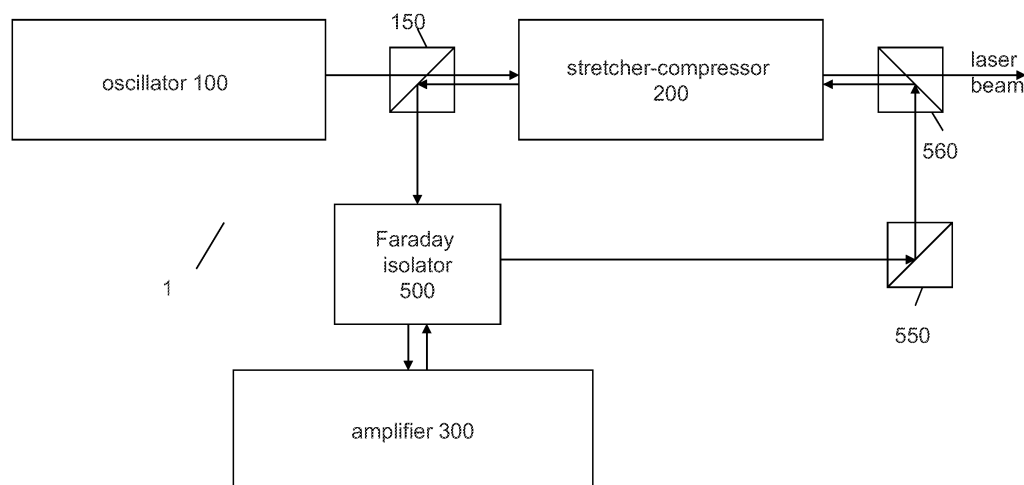 150
oscillator 100
stretcher-compressor
200
laser
beam
560
Faraday
isolator
500
1
550
amplifier 300